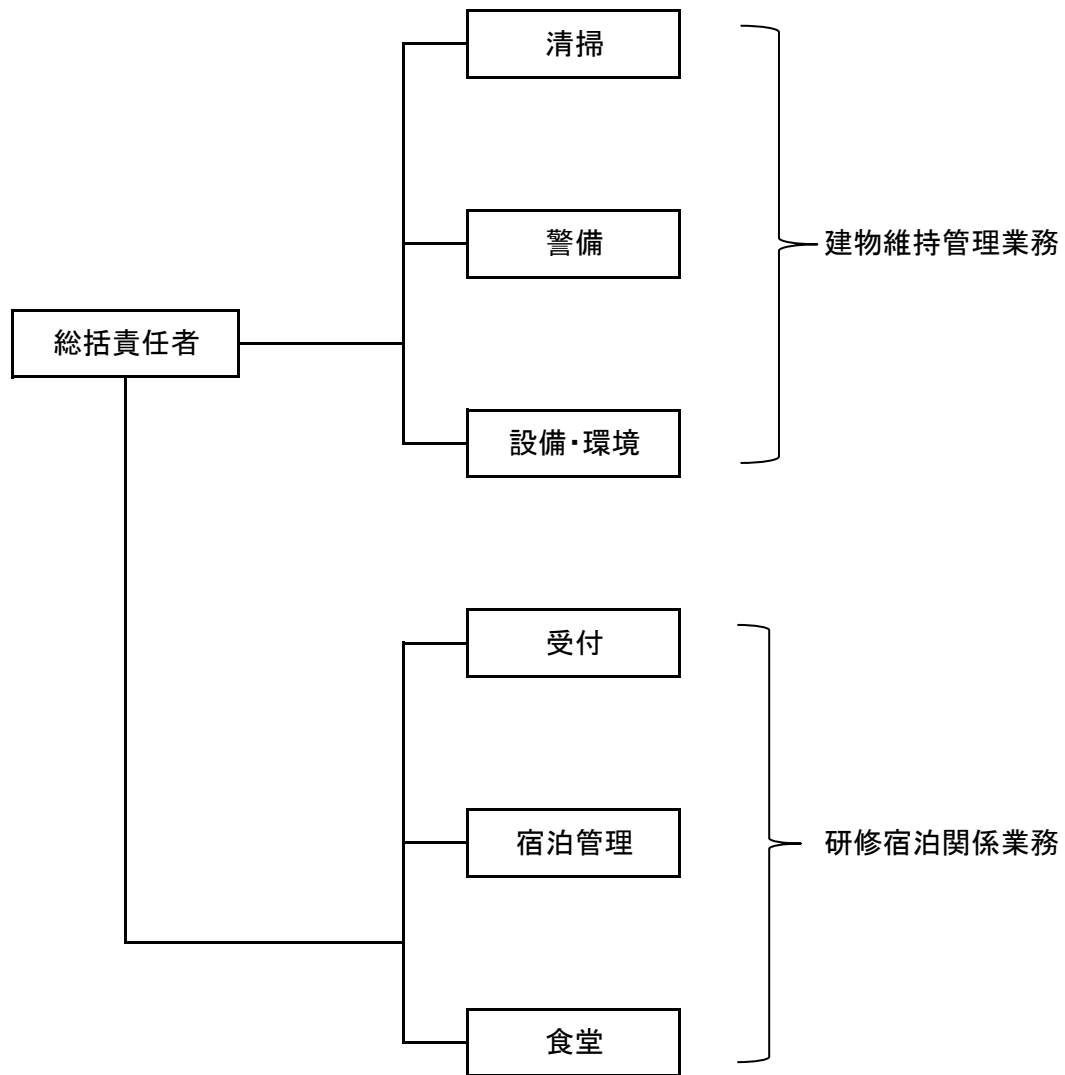 清掃
警備
建物維持管理業務
総括責任者
設備・環境
受付
宿泊管理
研修宿泊関係業務
食堂